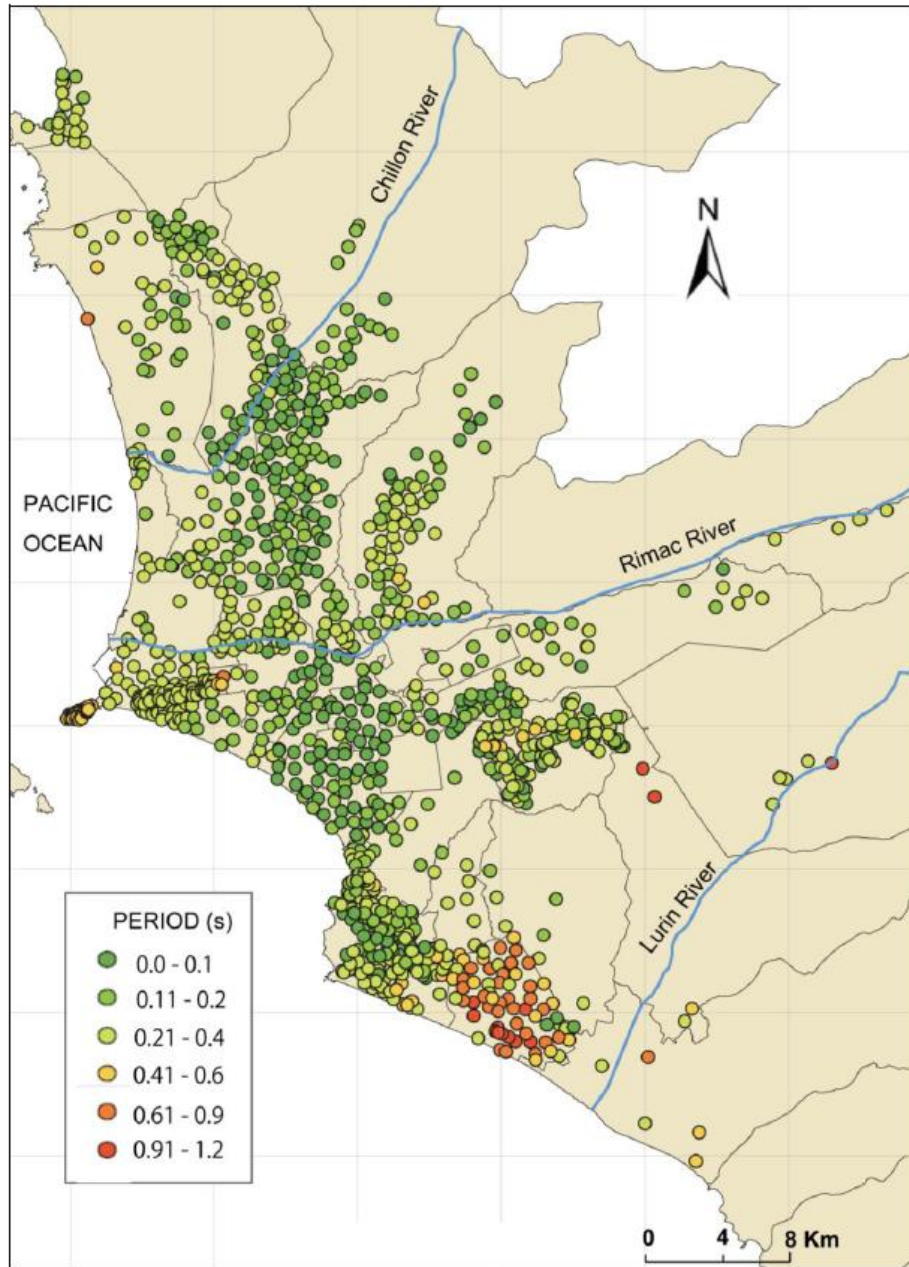 Chillon River
N
PACIFIC
OCEAN
Rimac River
Lurin River
PERIOD (s)
0.0 - 0.1
0.11 - 0.2
0.21 - 0.4
0.41 - 0.6
0.61 - 0.9
0.91 - 1.2
0 4 8 Km